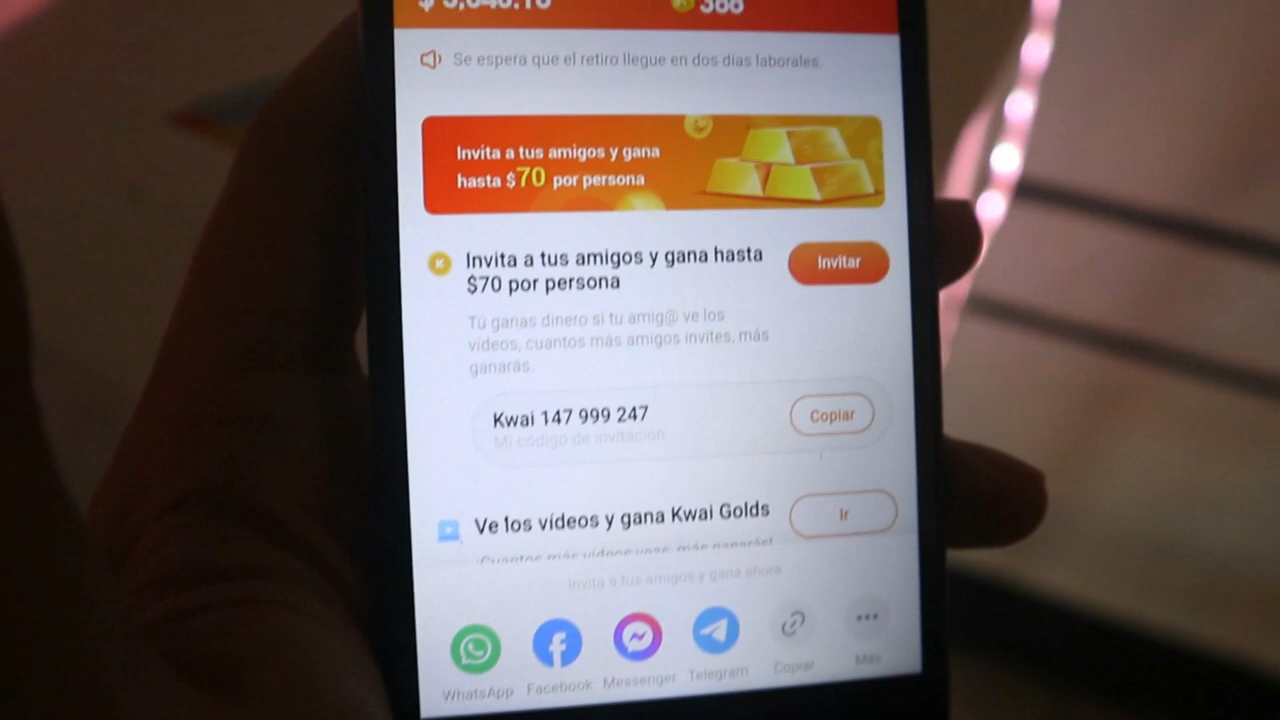 Se espera que el retiro llegue en dos días laborales.
Invita a tus amigos y gana
hasta $70 por persona
Invita a tus amigos y gana hasta
$70 por persona
Invitar
Tú ganas dinero si tu amig@ ve los
videos, cuantos más amigos invites, más
ganarás.
Kwai 147 999 247
Copiar
Mi código de invitación
Ve los vídeos y gana Kwai Golds
Ir
Invita a tus amigos y gana ahora
WhatsApp
Facebook
Messenger
Telegram
Copiar
Más